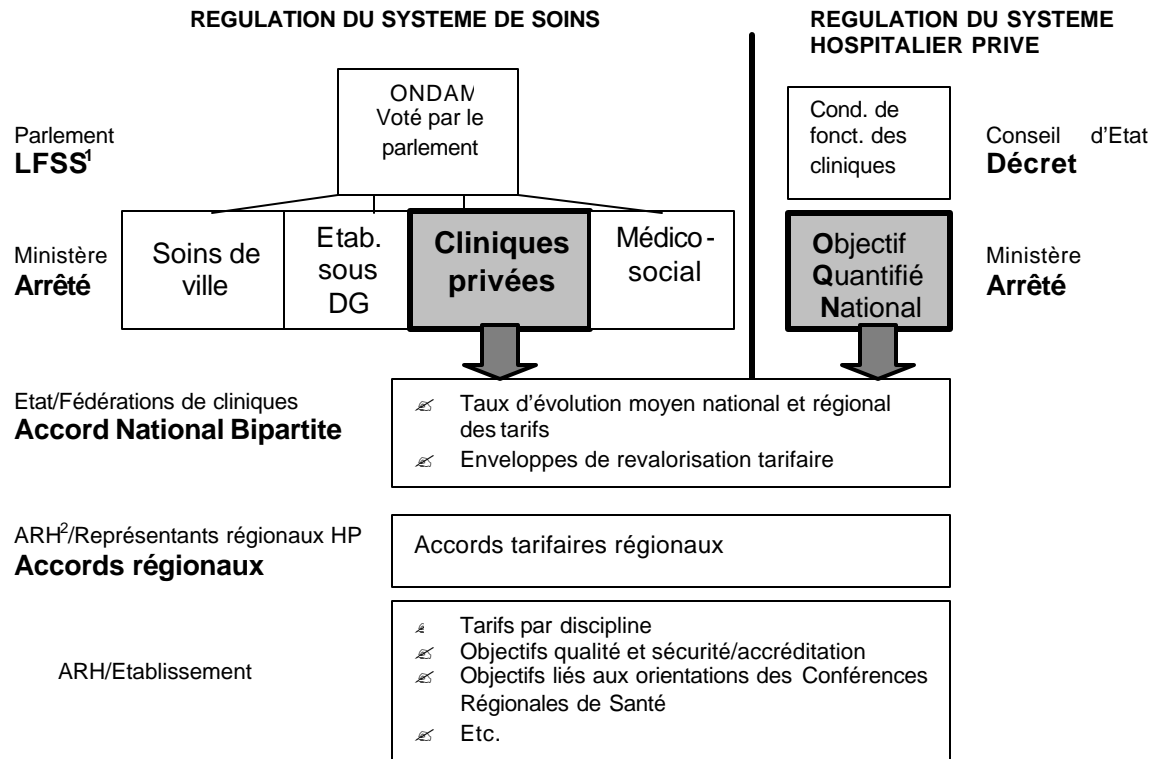 REGULATION DU SYSTEME DE SOINS
REGULATION DU SYSTEME
HOSPITALIER PRIVE
ONDAM
Voté par le
parlement
Cond. de
fonct. des
cliniques
Parlement
LFSS1
Conseil d'Etat
Décret
Ministère
Arrêté
Soins de
ville
Etab.
sous
DG
Cliniques
privées
Médico-
social
Objectif
Quantifié
National
Ministère
Arrêté
Etat/Fédérations de cliniques
Accord National Bipartite
Taux d'évolution moyen national et régional
des tarifs
Enveloppes de revalorisation tarifaire
ARH2/Représentants régionaux HP
Accords régionaux
Accords tarifaires régionaux
ARH/Etablissement
Tarifs par discipline
Objectifs qualité et sécurité/accréditation
Objectifs liés aux orientations des Conférences
Régionales de Santé
Etc.